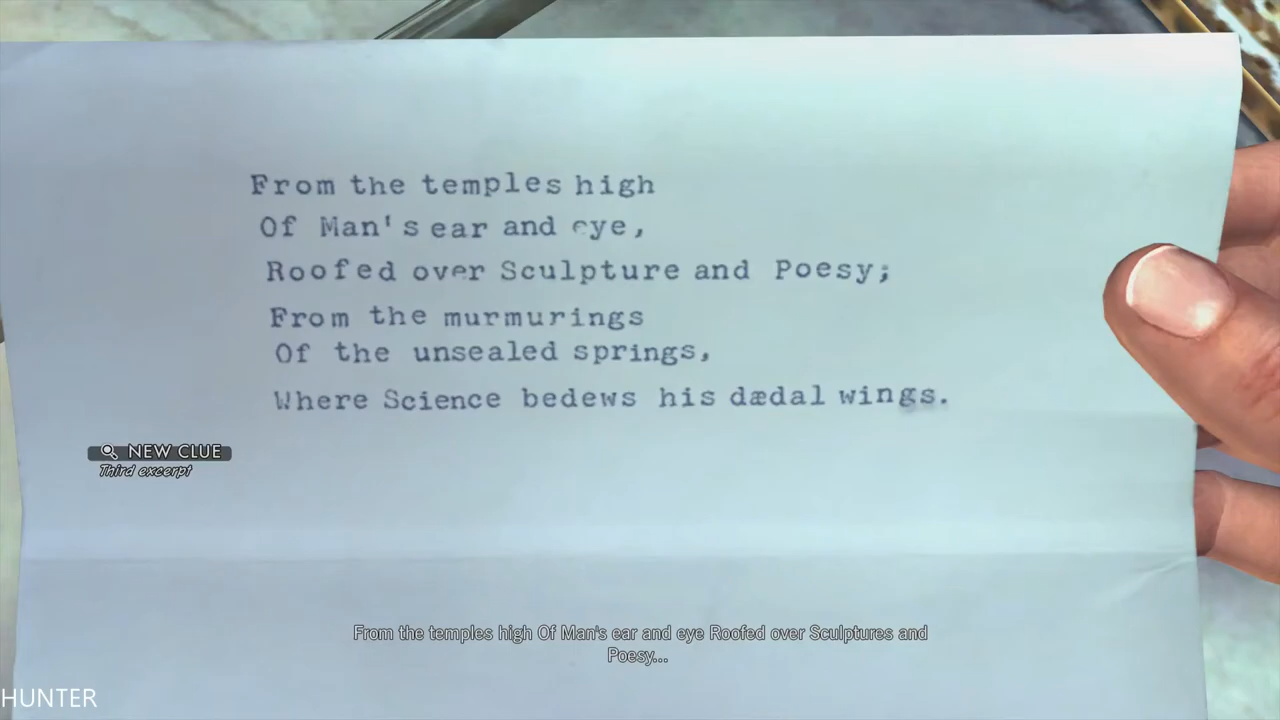 From the temples high
Of Man's ear and eye,
Roofed over Sculpture and Poesy;
From the murmurings
Of the unsealed springs,
Where Science bedews his dædal wings.
NEW CLUE
Third excerpt
From the temples high Of Man's ear and eye Roofed over Sculptures and
Poesy...
HUNTER